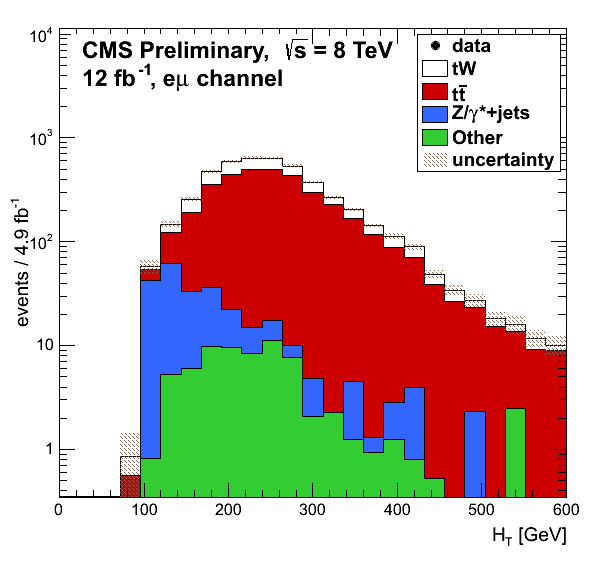 CMS Preliminary, √s = 8 TeV
12 fb⁻¹, eμ channel
data
tW
tt̄
Z/γ*+jets
Other
uncertainty
events / 4.9 fb⁻¹
10⁴
10³
10²
10
1
0 100 200 300 400 500 600
H_T [GeV]